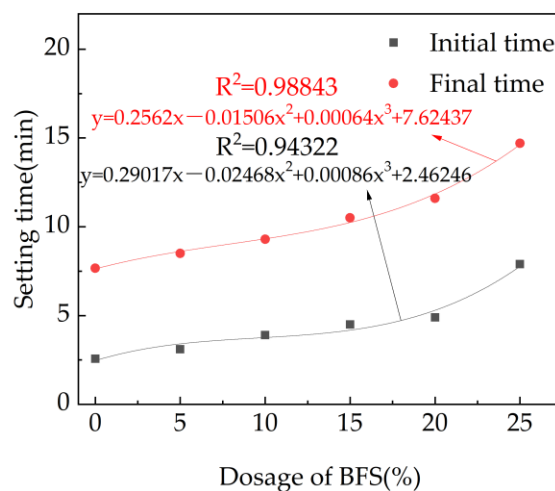 Initial time
R²=0.98843
Final time
y=0.2562x－0.01506x²+0.00064x³+7.62437
R²=0.94322
y=0.29017x－0.02468x²+0.00086x³+2.46246
20
15
10
5
0
Setting time(min)
0 5 10 15 20 25
Dosage of BFS(%)